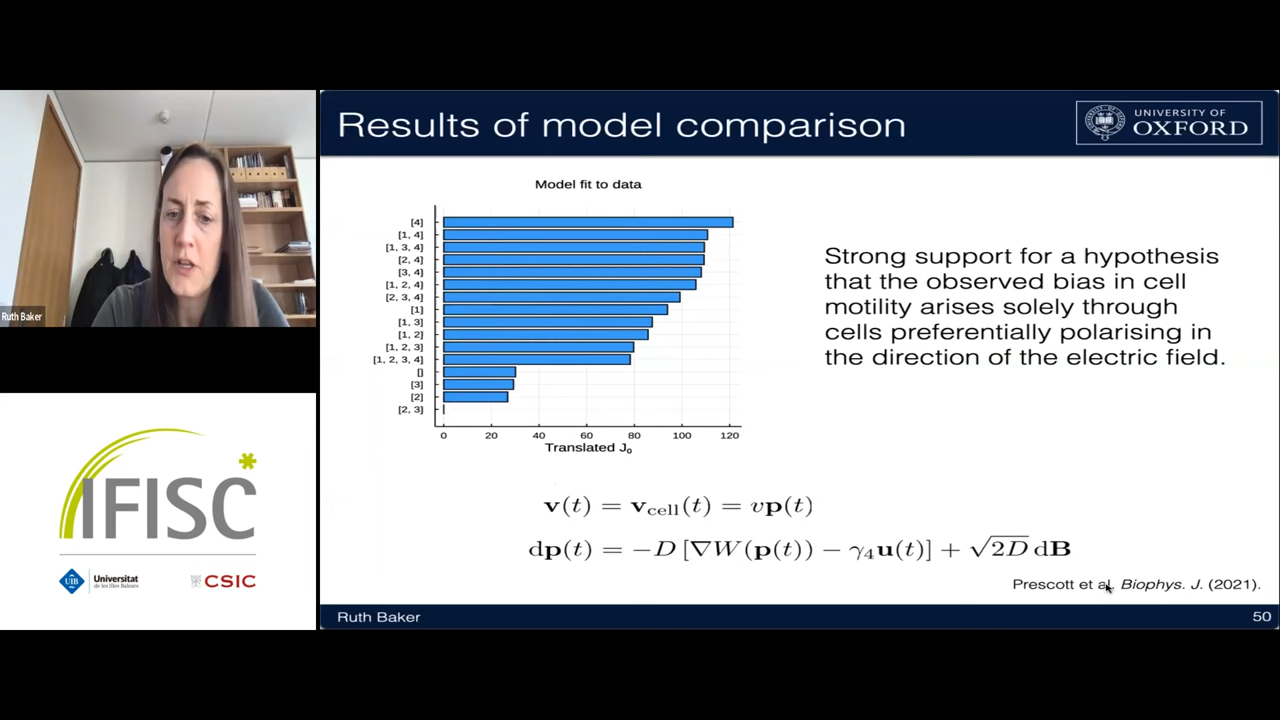 Results of model comparison
UNIVERSITY OF
OXFORD
Model fit to data
[4]
[1, 4]
[1, 3, 4]
[2, 4]
[3, 4]
[1, 2, 4]
[2, 3, 4]
[1]
[1, 3]
[1, 2]
[1, 2, 3]
[1, 2, 3, 4]
[]
[3]
[2]
[2, 3]
0 20 40 60 80 100 120
Translated J₀
Strong support for a hypothesis
that the observed bias in cell
motility arises solely through
cells preferentially polarising in
the direction of the electric field.
v(t) = v_cell(t) = vp(t)
dp(t) = −D [∇W(p(t)) − γ₄u(t)] + √2D dB
Prescott et al. Biophys. J. (2021).
Ruth Baker
50
Ruth Baker
IFISC
UIB
Universitat
de les Illes Balears
CSIC